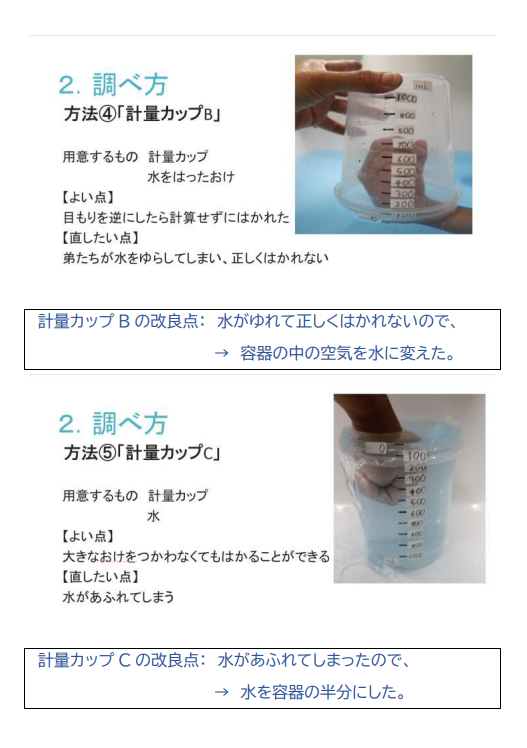 2. 調べ方
方法④「計量カップB」
mL
1000
900
800
700
600
500
400
300
200
100
用意するもの 計量カップ
水をはったおけ
【よい点】
目もりを逆にしたら計算せずにはかれた
【直したい点】
弟たちが水をゆらしてしまい、正しくはかれない
計量カップBの改良点： 水がゆれて正しくはかれないので、
→ 容器の中の空気を水に変えた。
2. 調べ方
方法⑤「計量カップC」
0
100
200
300
400
500
600
用意するもの 計量カップ
水
【よい点】
大きなおけをつかわなくてもはかることができる
【直したい点】
水があふれてしまう
計量カップCの改良点： 水があふれてしまったので、
→ 水を容器の半分にした。